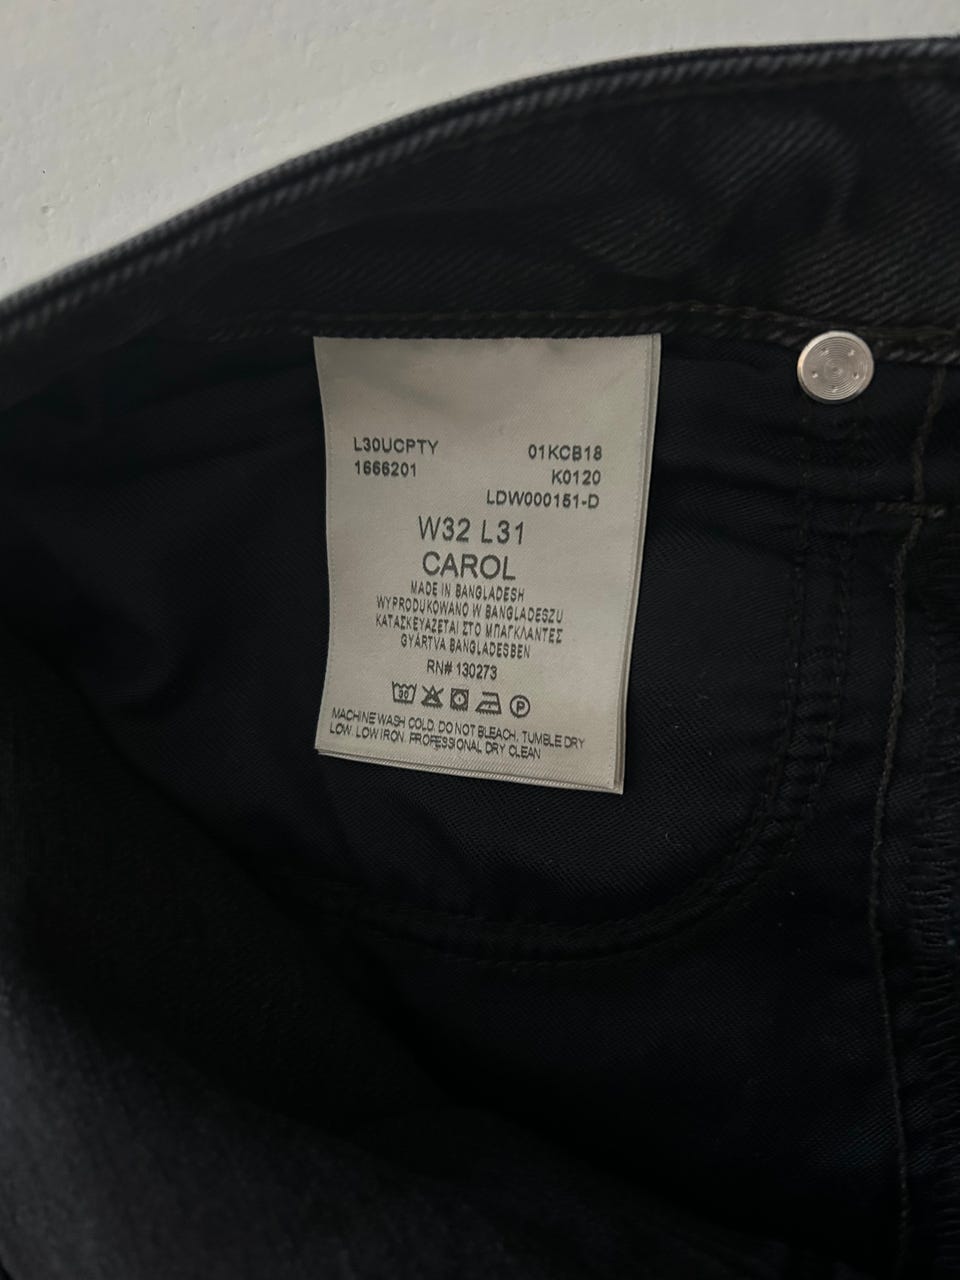 L30UCPTY 01KCB18
1666201 K0120
LDW000151-D
W32 L31
CAROL
MADE IN BANGLADESH
WYPRODUKOWANO W BANGLADESZU
ΚΑΤΑΣΚΕΥΑΖΕΤΑΙ ΣΤΟ ΜΠΑΓΚΛΑΝΤΕΣ
GYÁRTVA BANGLADESBEN
RN# 130273
30 P
MACHINE WASH COLD. DO NOT BLEACH. TUMBLE DRY
LOW. LOW IRON. PROFESSIONAL DRY CLEAN